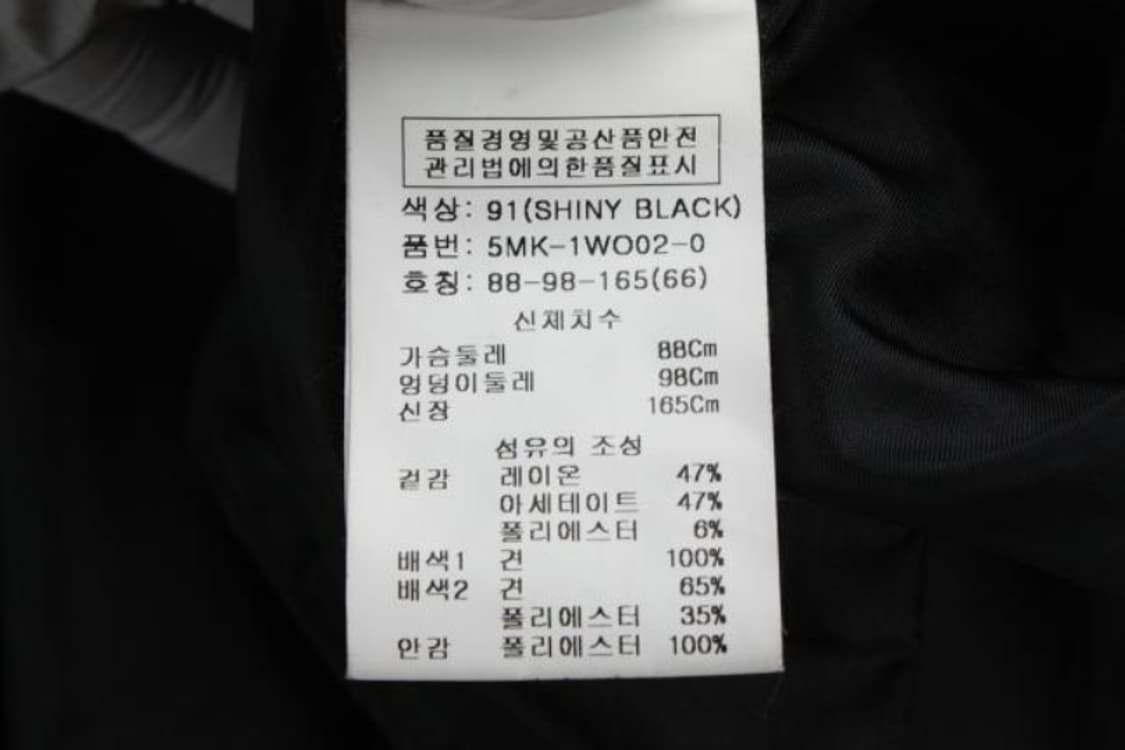 품질경영및공산품안전
관리법에의한품질표시
색상: 91(SHINY BLACK)
품번: 5MK-1WO02-0
호칭: 88-98-165(66)
신체치수
가슴둘레 88Cm
엉덩이둘레 98Cm
신장 165Cm
섬유의 조성
겉감 레이온 47%
아세테이트 47%
폴리에스터 6%
배색1 견 100%
배색2 견 65%
폴리에스터 35%
안감 폴리에스터 100%